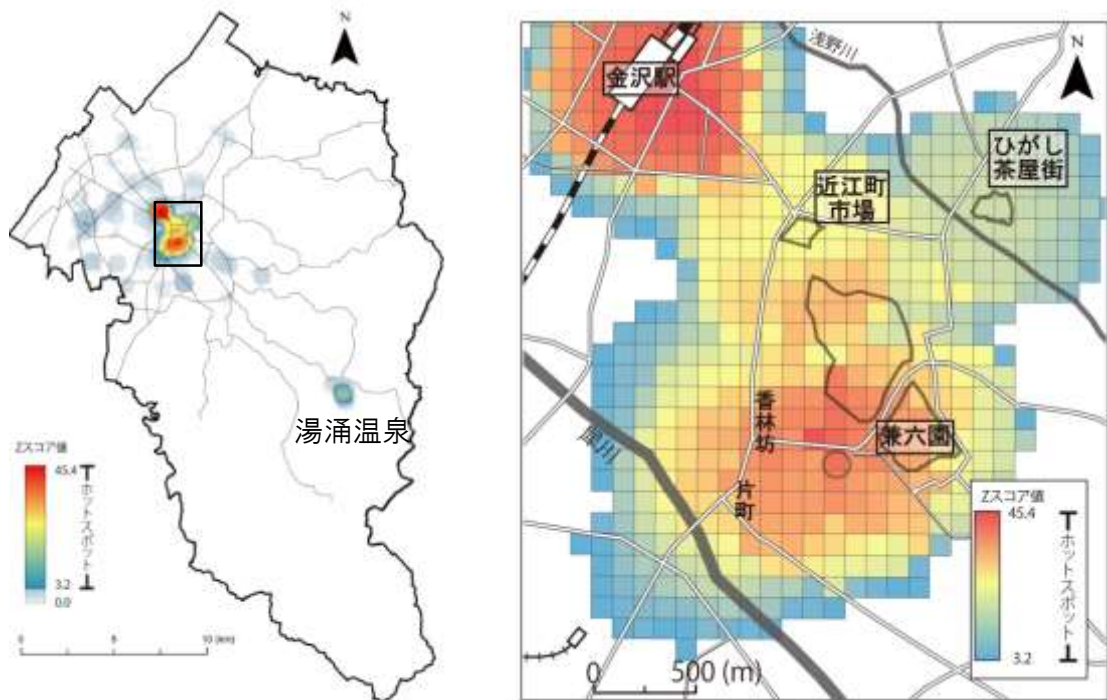 N
湯涌温泉
Zスコア値
45.4
ホットスポット
3.2
0.0
0
5
10 (km)
N
浅野川
金沢駅
ひがし
茶屋街
近江町
市場
香林坊
兼六園
犀川
片町
Zスコア値
45.4
ホットスポット
3.2
0
500 (m)